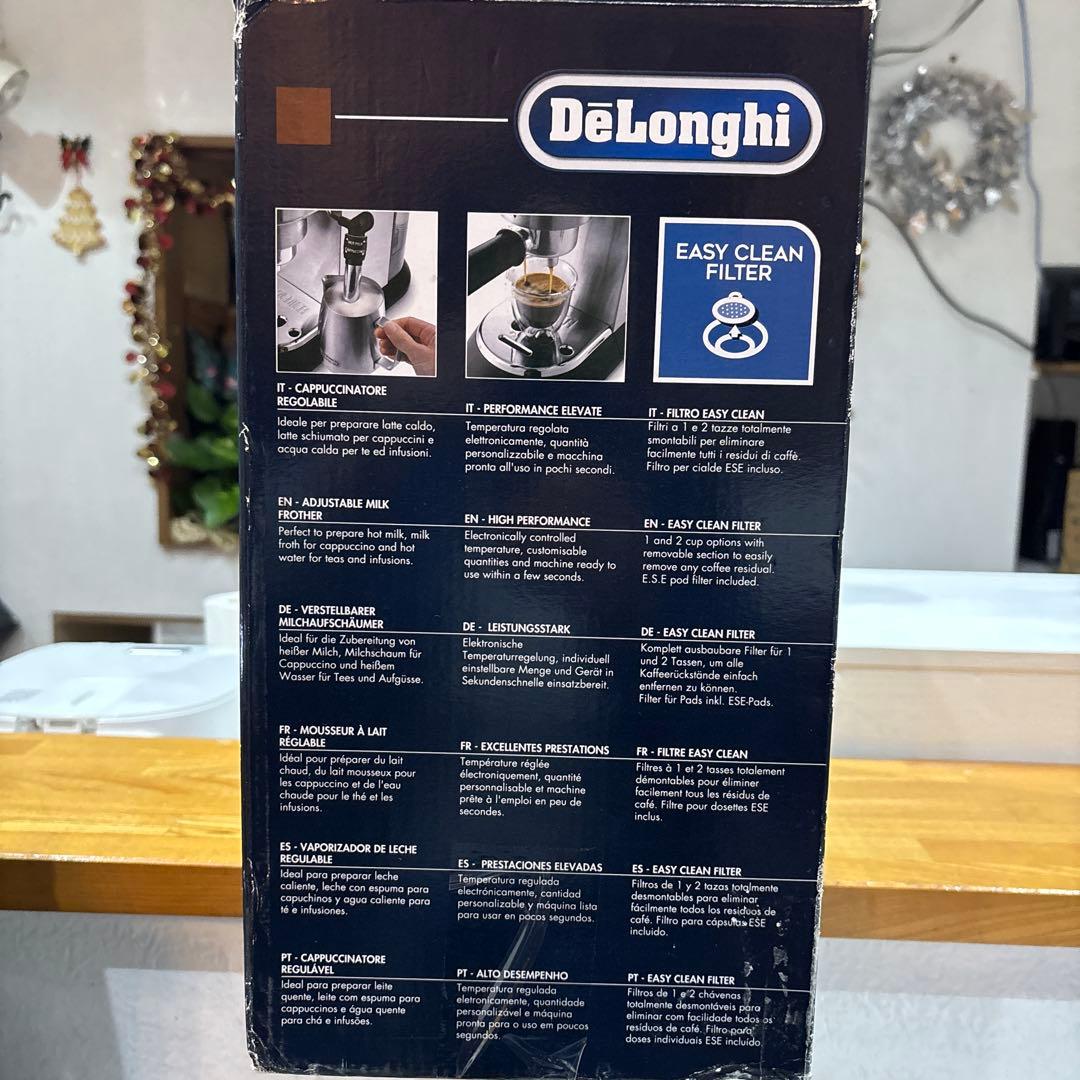 DēLonghi
EASY CLEAN
FILTER
IT - CAPPUCCINATORE
REGOLABILE
Ideale per preparare latte caldo,
latte schiumato per cappuccini e
acqua calda per te ed infusioni.
IT - PERFORMANCE ELEVATE
Temperatura regolata
elettronicamente, quantità
personalizzabile e macchina
pronta all'uso in pochi secondi.
IT - FILTRO EASY CLEAN
Filtri a 1 e 2 tazze totalmente
smontabili per eliminare
facilmente tutti i residui di caffè.
Filtro per cialde ESE incluso.
EN - ADJUSTABLE MILK
FROTHER
Perfect to prepare hot milk, milk
froth for cappuccino and hot
water for teas and infusions.
EN - HIGH PERFORMANCE
Electronically controlled
temperature, customisable
quantities and machine ready to
use within a few seconds.
EN - EASY CLEAN FILTER
1 and 2 cup options with
removable section to easily
remove any coffee residual.
E.S.E pod filter included.
DE - VERSTELLBARER
MILCHAUFSCHÄUMER
Ideal für die Zubereitung von
heißer Milch, Milchschaum für
Cappuccino und heißem
Wasser für Tees und Aufgüsse.
DE - LEISTUNGSSTARK
Elektronische
Temperaturregelung, individuell
einstellbare Menge und Gerät in
Sekundenschnelle einsatzbereit.
DE - EASY CLEAN FILTER
Komplett ausbaubare Filter für 1
und 2 Tassen, um alle
Kaffeerückstände einfach
entfernen zu können.
Filter für Pads inkl. ESE-Pads.
FR - MOUSSEUR À LAIT
RÉGLABLE
Idéal pour préparer du lait
chaud, du lait mousseux pour
les cappuccino et de l'eau
chaude pour le thé et les
infusions.
FR - EXCELLENTES PRESTATIONS
Température réglée
électroniquement, quantité
personnalisable et machine
prête à l'emploi en peu de
secondes.
FR - FILTRE EASY CLEAN
Filtres à 1 et 2 tasses totalement
démontables pour éliminer
facilement tous les résidus de
café. Filtre pour dosettes ESE
inclus.
ES - VAPORIZADOR DE LECHE
REGULABLE
Ideal para preparar leche
caliente, leche con espuma para
capuchinos y agua caliente para
té e infusiones.
ES - PRESTACIONES ELEVADAS
Temperatura regulada
electrónicamente, cantidad
personalizable y máquina lista
para usar en pocos segundos.
ES - EASY CLEAN FILTER
Filtros de 1 y 2 tazas totalmente
desmontables para eliminar
fácilmente todos los residuos de
café. Filtro para cápsulas ESE
incluido.
PT - CAPPUCCINATORE
REGULÁVEL
Ideal para preparar leite
quente, leite com espuma para
cappuccinos e água quente
para chá e infusões.
PT - ALTO DESEMPENHO
Temperatura regulada
eletronicamente, quantidade
personalizável e máquina
pronta para o uso em poucos
segundos.
PT - EASY CLEAN FILTER
Filtros de 1 e 2 chávenas
totalmente desmontáveis para
eliminar com facilidade todos os
resíduos de café. Filtro para
doses individuais ESE incluído.